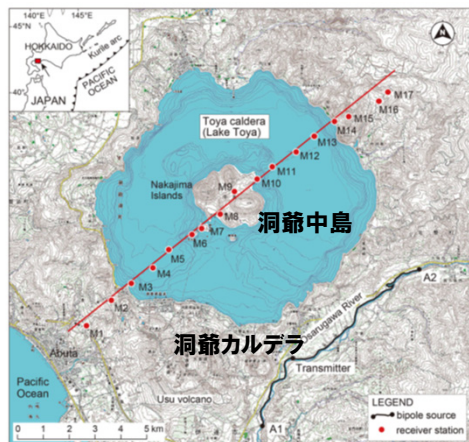 140°E
145°E
45°N
HOKKAIDO
Kurile arc
PACIFIC
OCEAN
40°
JAPAN
N
Toya caldera
(Lake Toya)
M17
M16
M15
M14
M13
M12
M11
M10
Nakajima
Islands
M9
M8
洞爺中島
M7
M6
M5
M4
M3
M2
M1
A2
Abuta
洞爺カルデラ
osarugawa River
Transmitter
Pacific
Ocean
Usu volcano
LEGEND
bipole source
receiver station
A1
0 1 2 3 4 5 km